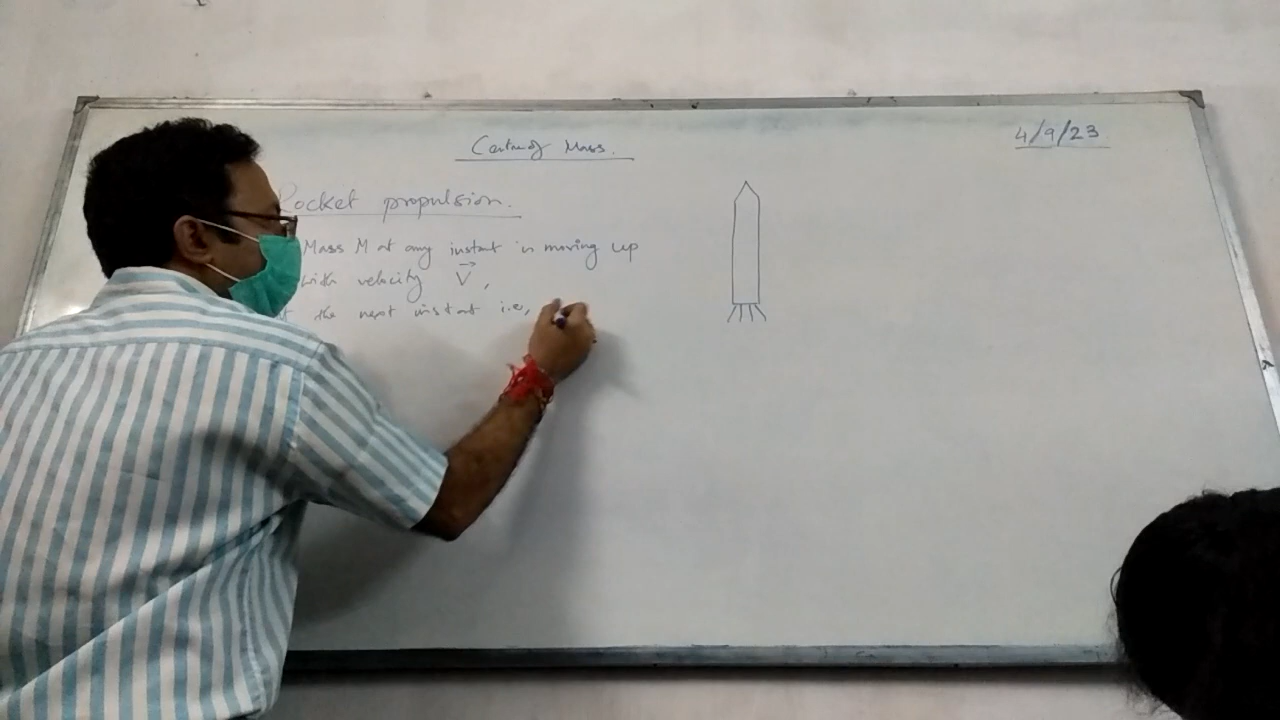 Centre of Mass.
4/9/23
Rocket propulsion.
Mass M at any instant is moving up
with velocity V,
the next instant i.e,